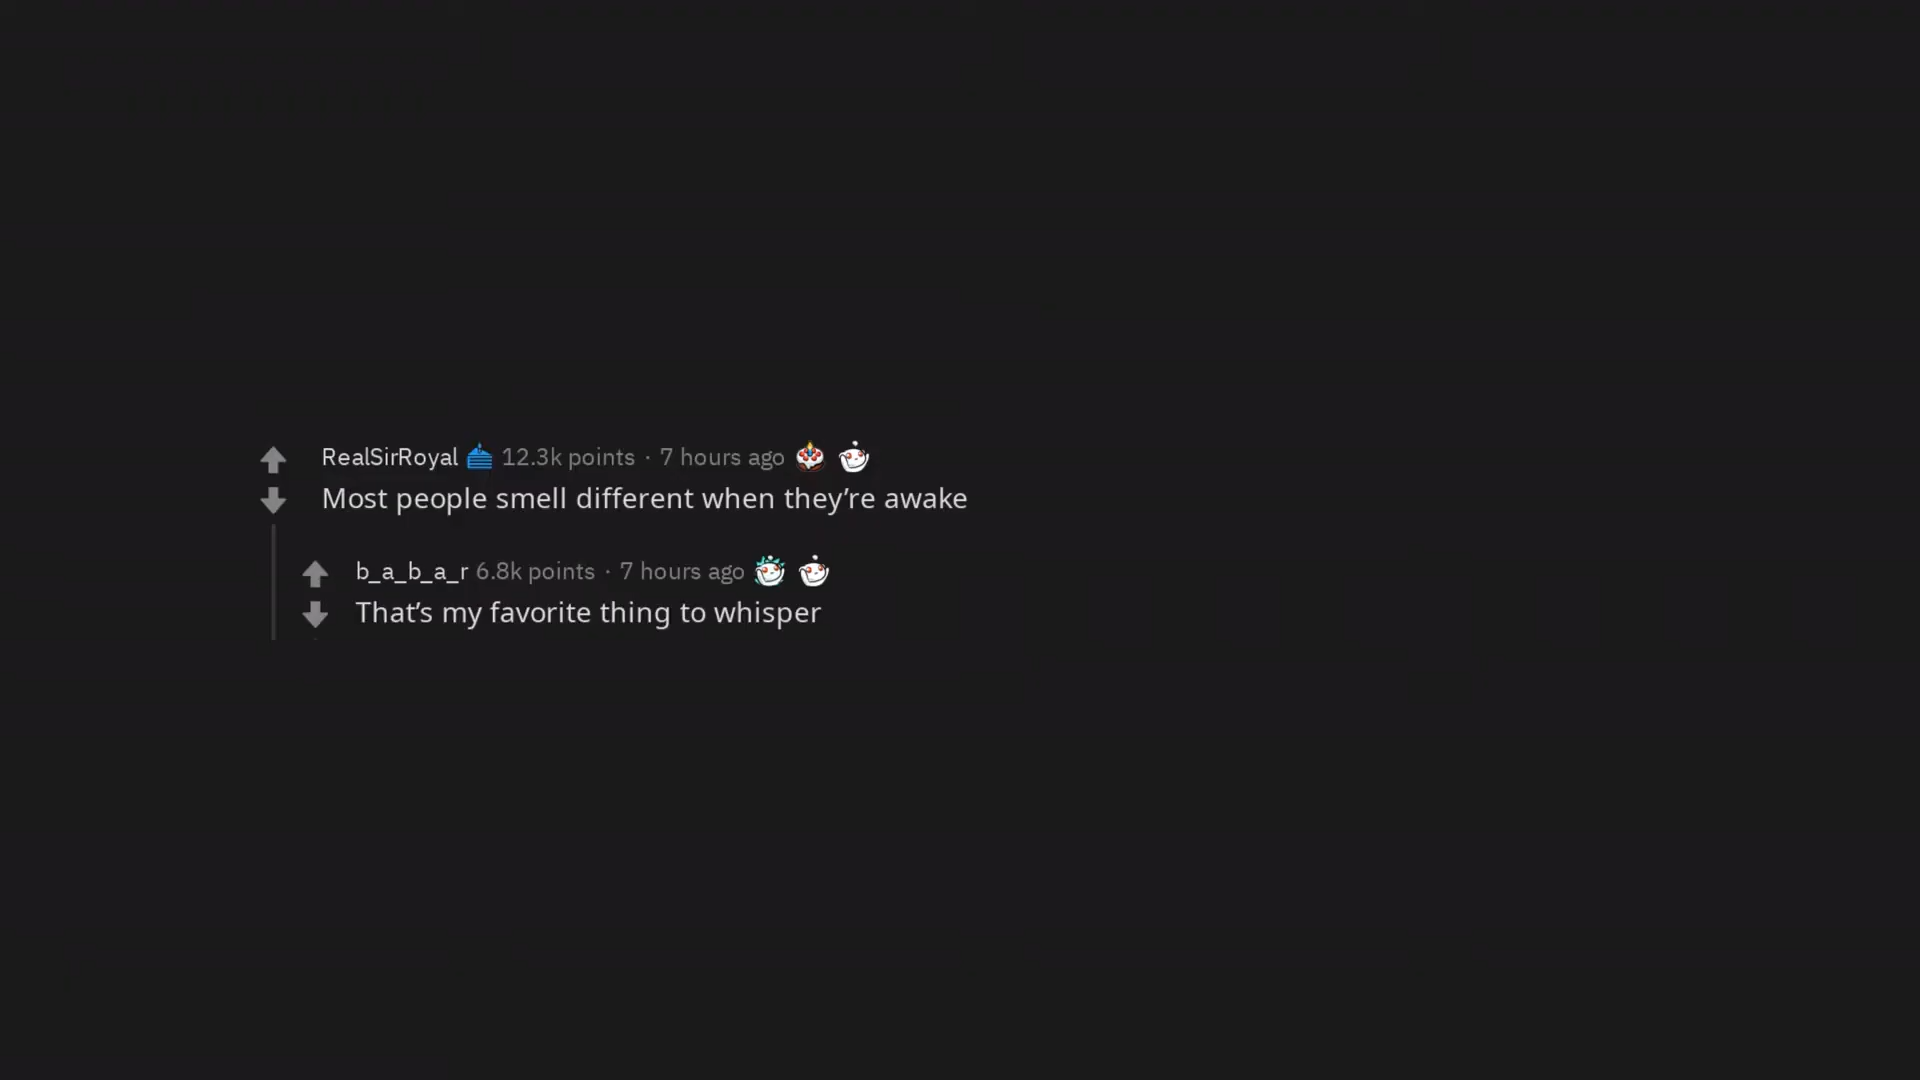 RealSirRoyal 12.3k points · 7 hours ago
Most people smell different when they’re awake
b_a_b_a_r 6.8k points · 7 hours ago
That’s my favorite thing to whisper